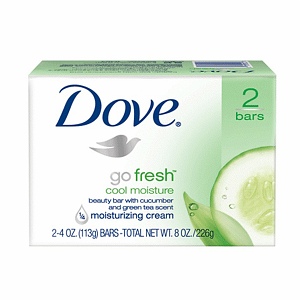 Dove®
2
bars
go fresh™
cool moisture
beauty bar with cucumber
and green tea scent
¼ moisturizing cream
2-4 OZ. (113g) BARS-TOTAL NET WT. 8 OZ./226g